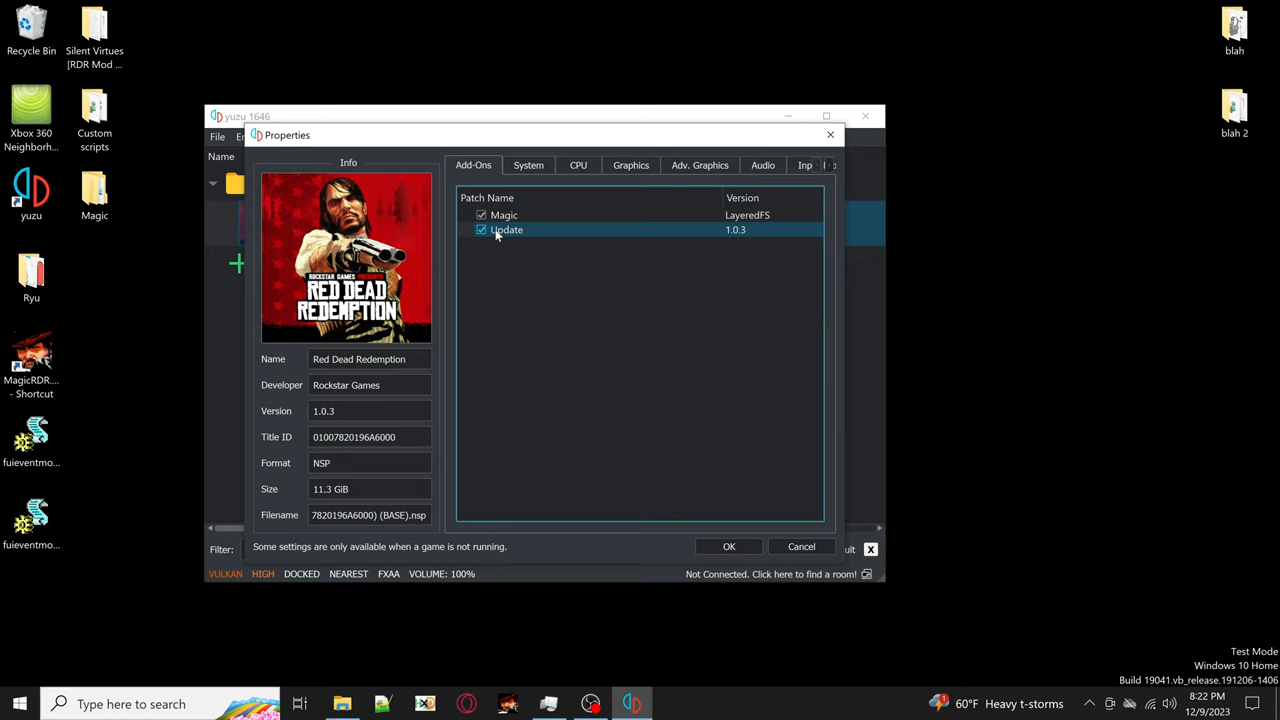 Recycle Bin
Silent Virtues
[RDR Mod ...
Xbox 360
Neighborh...
Custom
scripts
yuzu
Magic
Ryu
MagicRDR....
- Shortcut
fuieventmo...
fuieventmo...
blah
blah 2
yuzu 1646
File
Name
Properties
Info
ROCKSTAR GAMES PRESENTS
RED DEAD
REDEMPTION
Name Red Dead Redemption
Developer Rockstar Games
Version 1.0.3
Title ID 01007820196A6000
Format NSP
Size 11.3 GiB
Filename 7820196A6000) (BASE).nsp
Add-Ons System CPU Graphics Adv. Graphics Audio Inp
Patch Name Version
Magic LayeredFS
Update 1.0.3
Some settings are only available when a game is not running.
OK Cancel
Filter: X
VULKAN HIGH DOCKED NEAREST FXAA VOLUME: 100%
Not Connected. Click here to find a room!
Test Mode
Windows 10 Home
Build 19041.vb_release.191206-1406
Type here to search
60°F Heavy t-storms
8:22 PM
12/9/2023